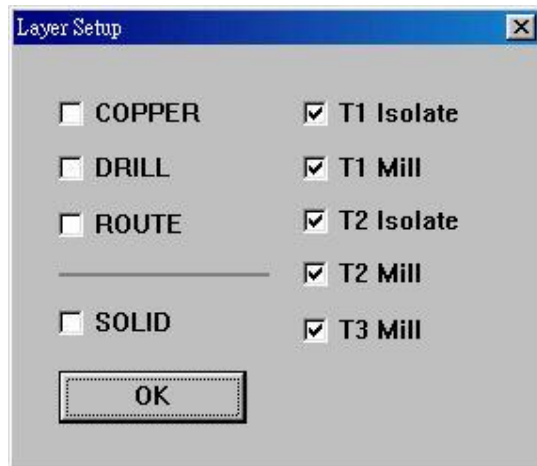 Layer Setup
COPPER
DRILL
ROUTE
SOLID
OK
T1 Isolate
T1 Mill
T2 Isolate
T2 Mill
T3 Mill